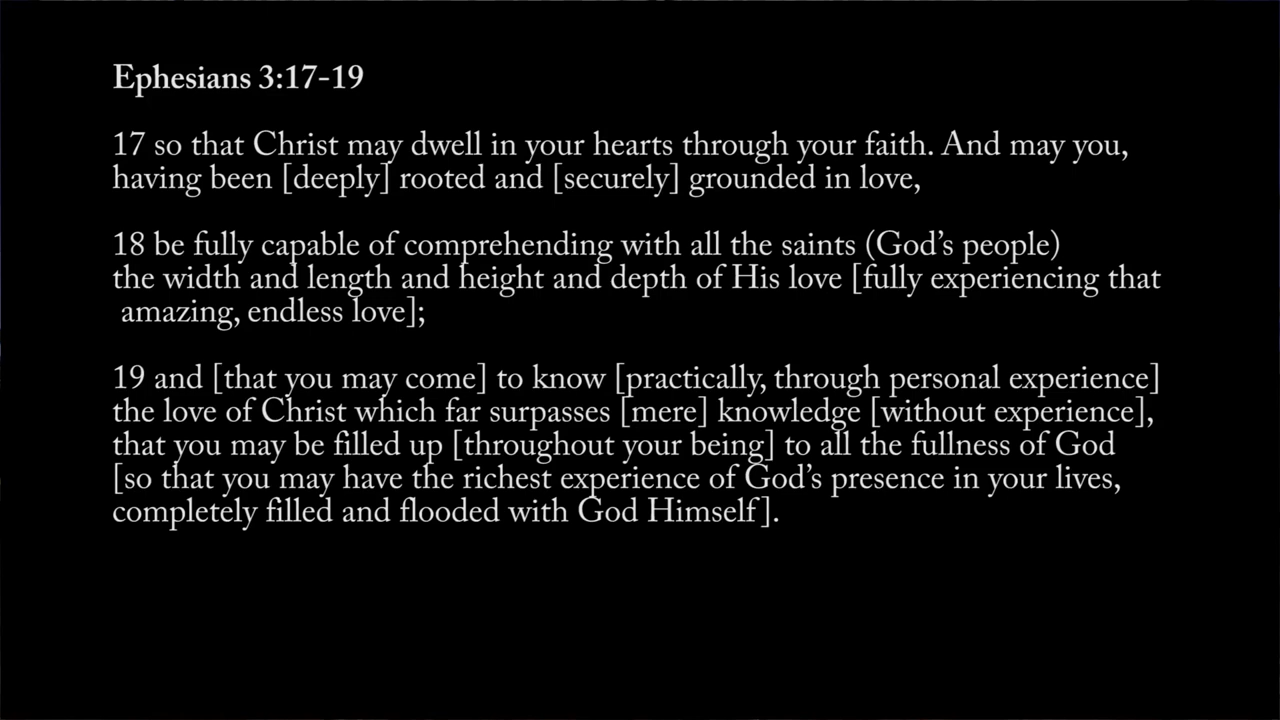 Ephesians 3:17-19
17 so that Christ may dwell in your hearts through your faith. And may you,
having been [deeply] rooted and [securely] grounded in love,
18 be fully capable of comprehending with all the saints (God’s people)
the width and length and height and depth of His love [fully experiencing that
amazing, endless love];
19 and [that you may come] to know [practically, through personal experience]
the love of Christ which far surpasses [mere] knowledge [without experience],
that you may be filled up [throughout your being] to all the fullness of God
[so that you may have the richest experience of God’s presence in your lives,
completely filled and flooded with God Himself].